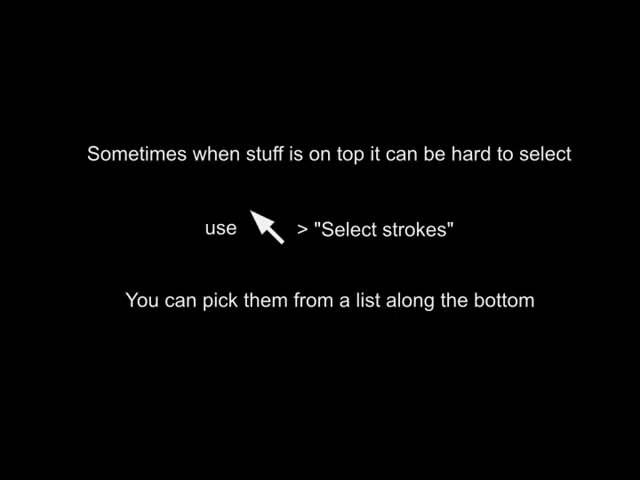 Sometimes when stuff is on top it can be hard to select
use > "Select strokes"
You can pick them from a list along the bottom